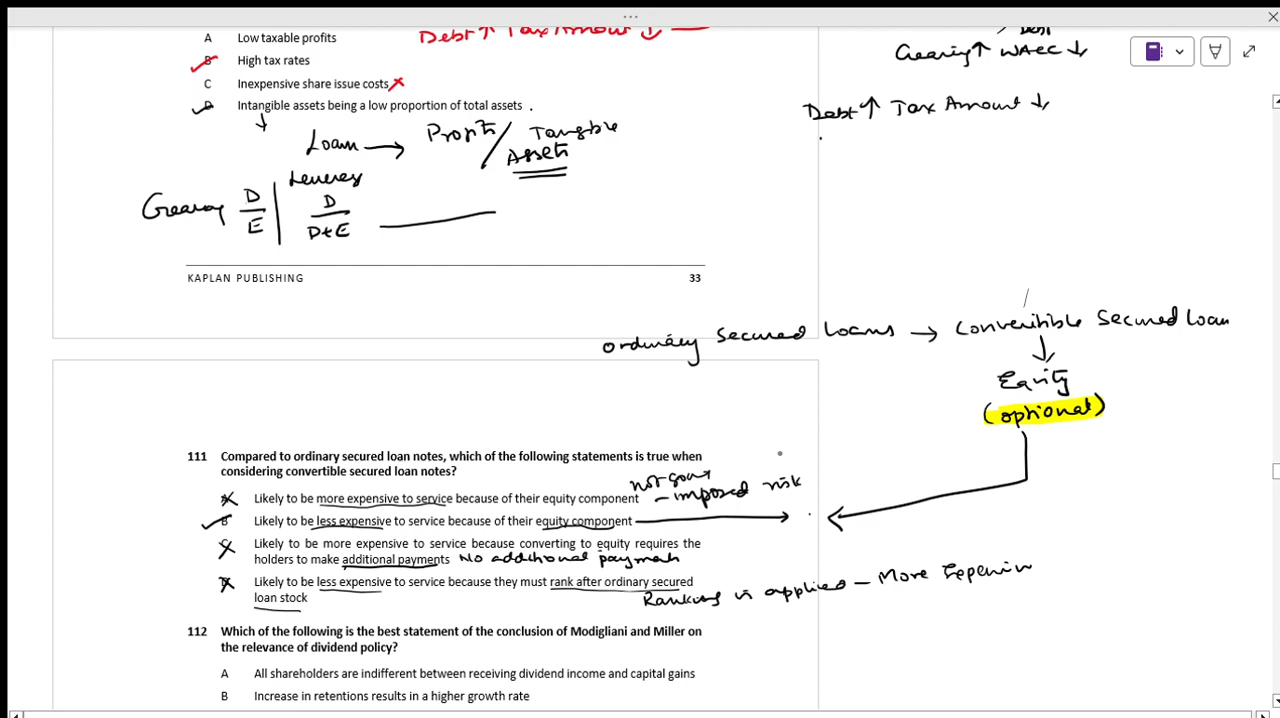 A Low taxable profits
Debt ↑ Tax Amount ↓
Debt
Gearing ↑ WACC ↓
B High tax rates
C Inexpensive share issue costs
D Intangible assets being a low proportion of total assets
Debt ↑ Tax Amount ↓
Loan → Profit / Tangible Assets
Gearing D/E
D/D+E
KAPLAN PUBLISHING 33
ordinary Secured Loans → Convertible Secured Loan
Equity
(optional)
111 Compared to ordinary secured loan notes, which of the following statements is true when
considering convertible secured loan notes?
A Likely to be more expensive to service because of their equity component
– imposed risk
B Likely to be less expensive to service because of their equity component
C Likely to be more expensive to service because converting to equity requires the
holders to make additional payments No additional payments
D Likely to be less expensive to service because they must rank after ordinary secured
loan stock
Ranking is applied – More Expensive
112 Which of the following is the best statement of the conclusion of Modigliani and Miller on
the relevance of dividend policy?
A All shareholders are indifferent between receiving dividend income and capital gains
B Increase in retentions results in a higher growth rate